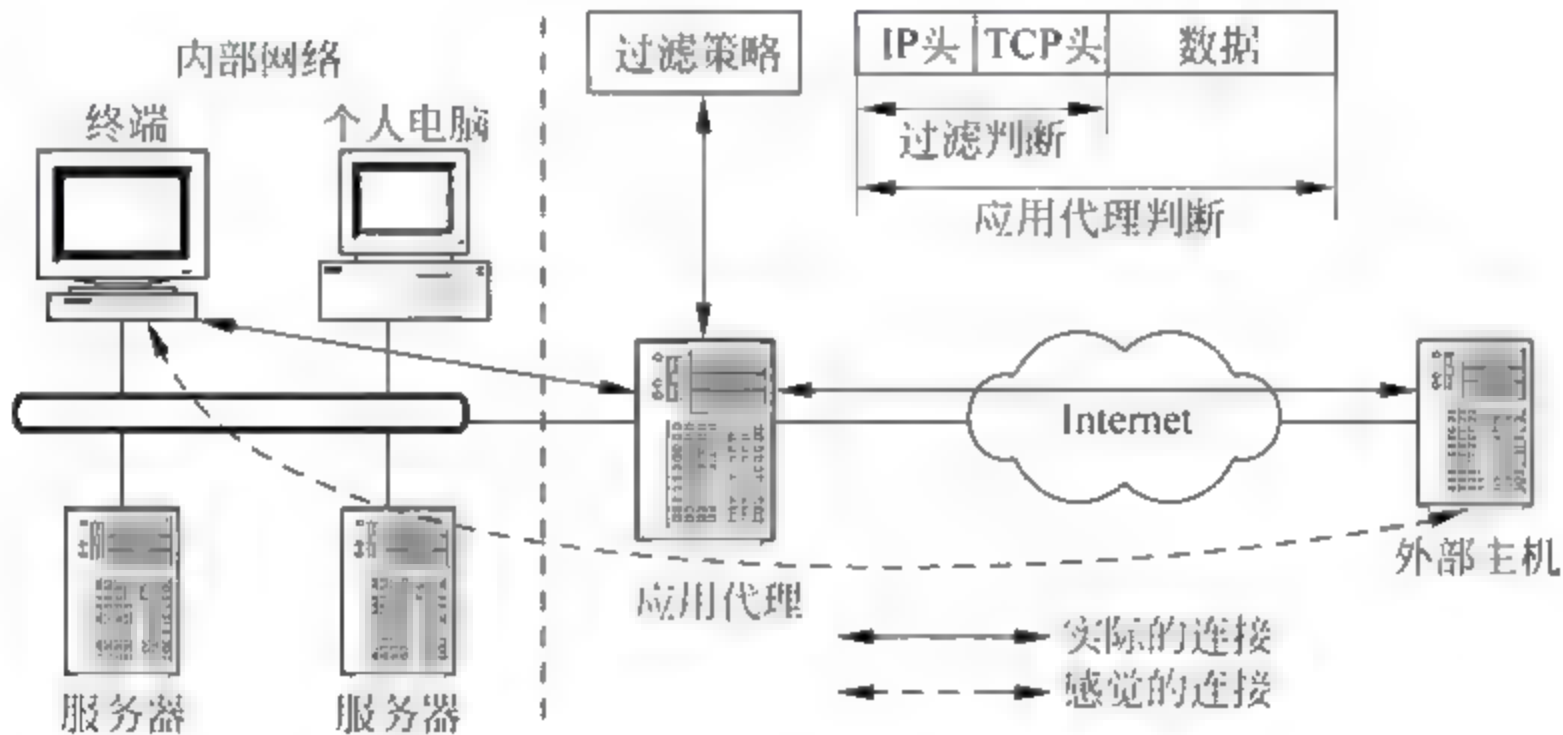 内部网络
终端
个人电脑
过滤策略
IP头
TCP头
数据
过滤判断
应用代理判断
Internet
服务器
服务器
应用代理
外部主机
实际的连接
感觉的连接